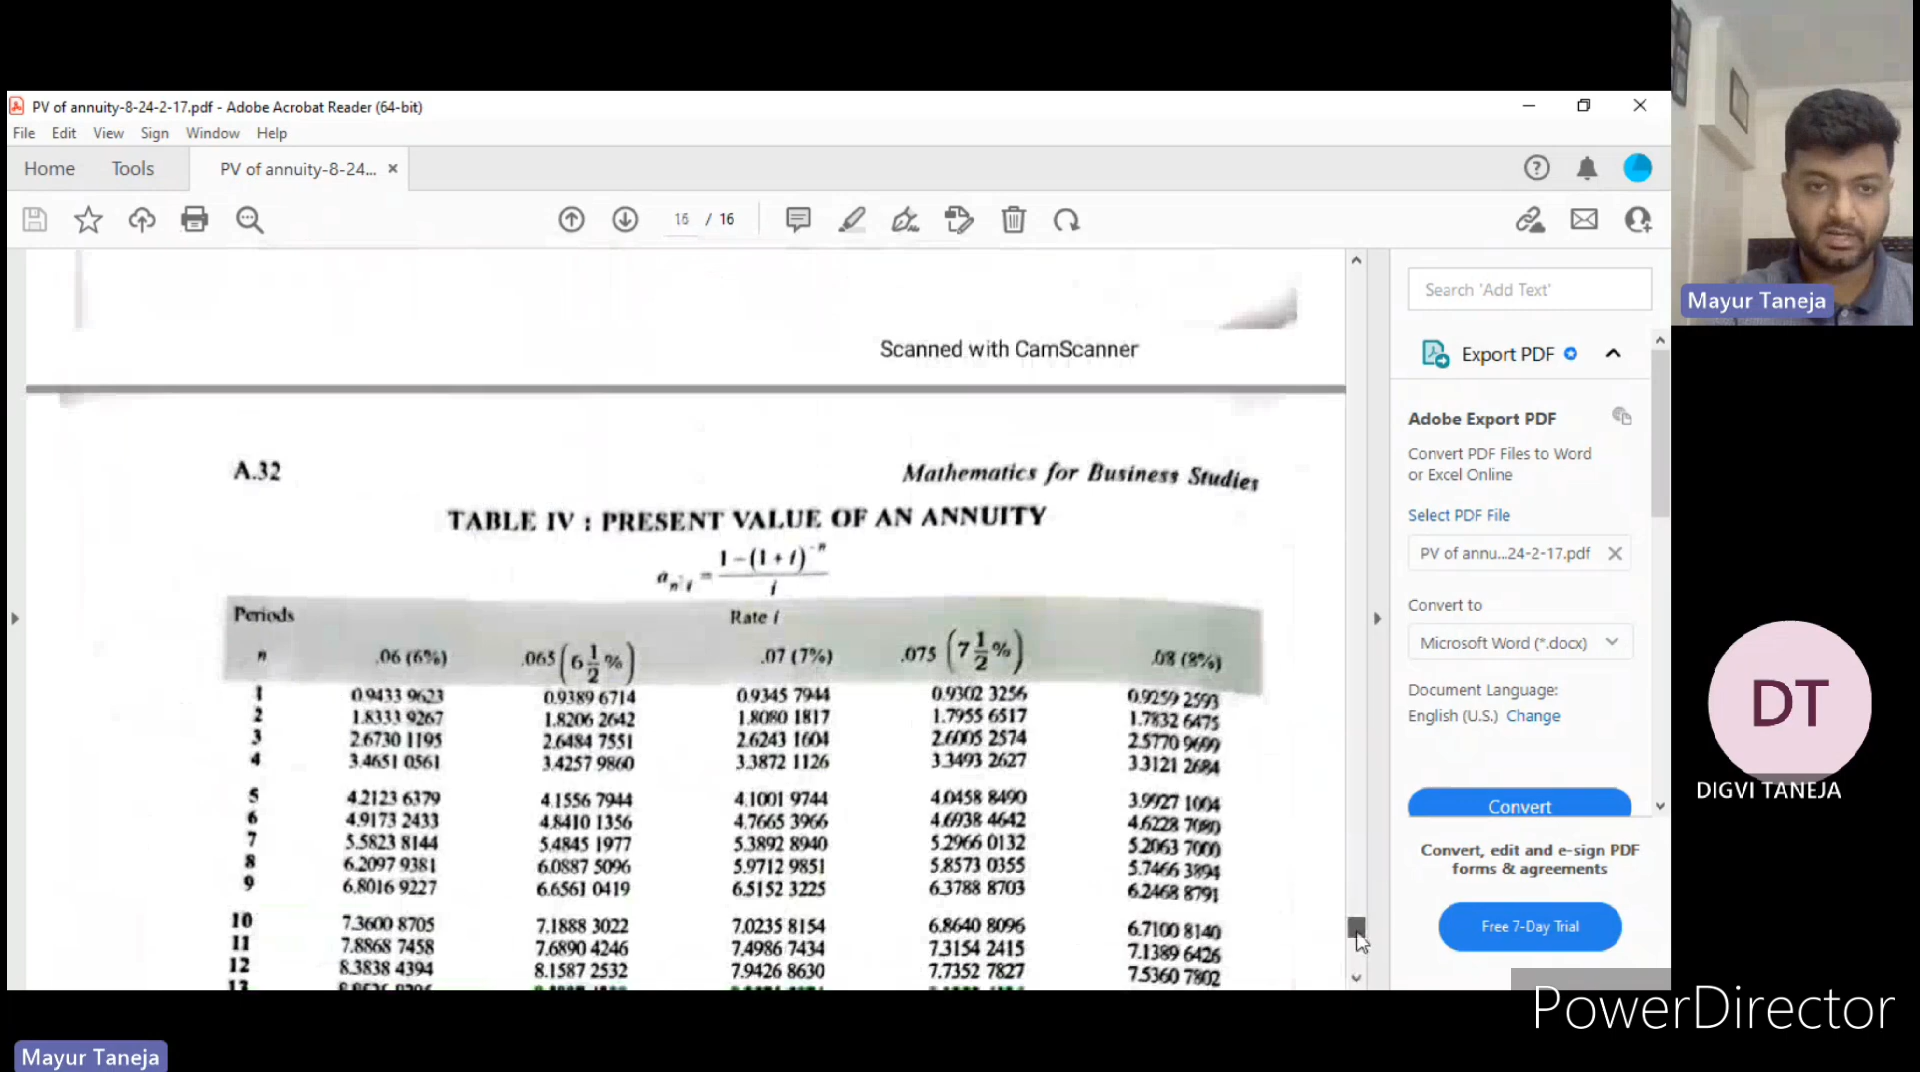 PV of annuity-8-24-2-17.pdf - Adobe Acrobat Reader (64-bit)
File Edit View Sign Window Help
Home Tools PV of annuity-8-24... ×
16 / 16
Mayur Taneja
Search 'Add Text'
Scanned with CamScanner
Export PDF
Adobe Export PDF
Convert PDF Files to Word
or Excel Online
Select PDF File
PV of annu...24-2-17.pdf
Convert to
Microsoft Word (*.docx)
Document Language:
English (U.S.) Change
Convert
Convert, edit and e-sign PDF
forms & agreements
Free 7-Day Trial
A.32 Mathematics for Business Studies
TABLE IV : PRESENT VALUE OF AN ANNUITY
a n i = 1 – (1 + i)^-n / i
Periods Rate i
n .06 (6%) .065 (6 1/2 %) .07 (7%) .075 (7 1/2 %) .08 (8%)
1 0.9433 9623 0.9389 6714 0.9345 7944 0.9302 3256 0.9259 2593
2 1.8333 9267 1.8206 2642 1.8080 1817 1.7955 6517 1.7832 6475
3 2.6730 1195 2.6484 7551 2.6243 1604 2.6005 2574 2.5770 9699
4 3.4651 0561 3.4257 9860 3.3872 1126 3.3493 2627 3.3121 2684
5 4.2123 6379 4.1556 7944 4.1001 9744 4.0458 8490 3.9927 1004
6 4.9173 2433 4.8410 1356 4.7665 3966 4.6938 4642 4.6228 7080
7 5.5823 8144 5.4845 1977 5.3892 8940 5.2966 0132 5.2063 7000
8 6.2097 9381 6.0887 5096 5.9712 9851 5.8573 0355 5.7466 3894
9 6.8016 9227 6.6561 0419 6.5152 3225 6.3788 8703 6.2468 8791
10 7.3600 8705 7.1888 3022 7.0235 8154 6.8640 8096 6.7100 8140
11 7.8868 7458 7.6890 4246 7.4986 7434 7.3154 2415 7.1389 6426
12 8.3838 4394 8.1587 2532 7.9426 8630 7.7352 7827 7.5360 7802
13
DT
DIGVI TANEJA
PowerDirector
Mayur Taneja